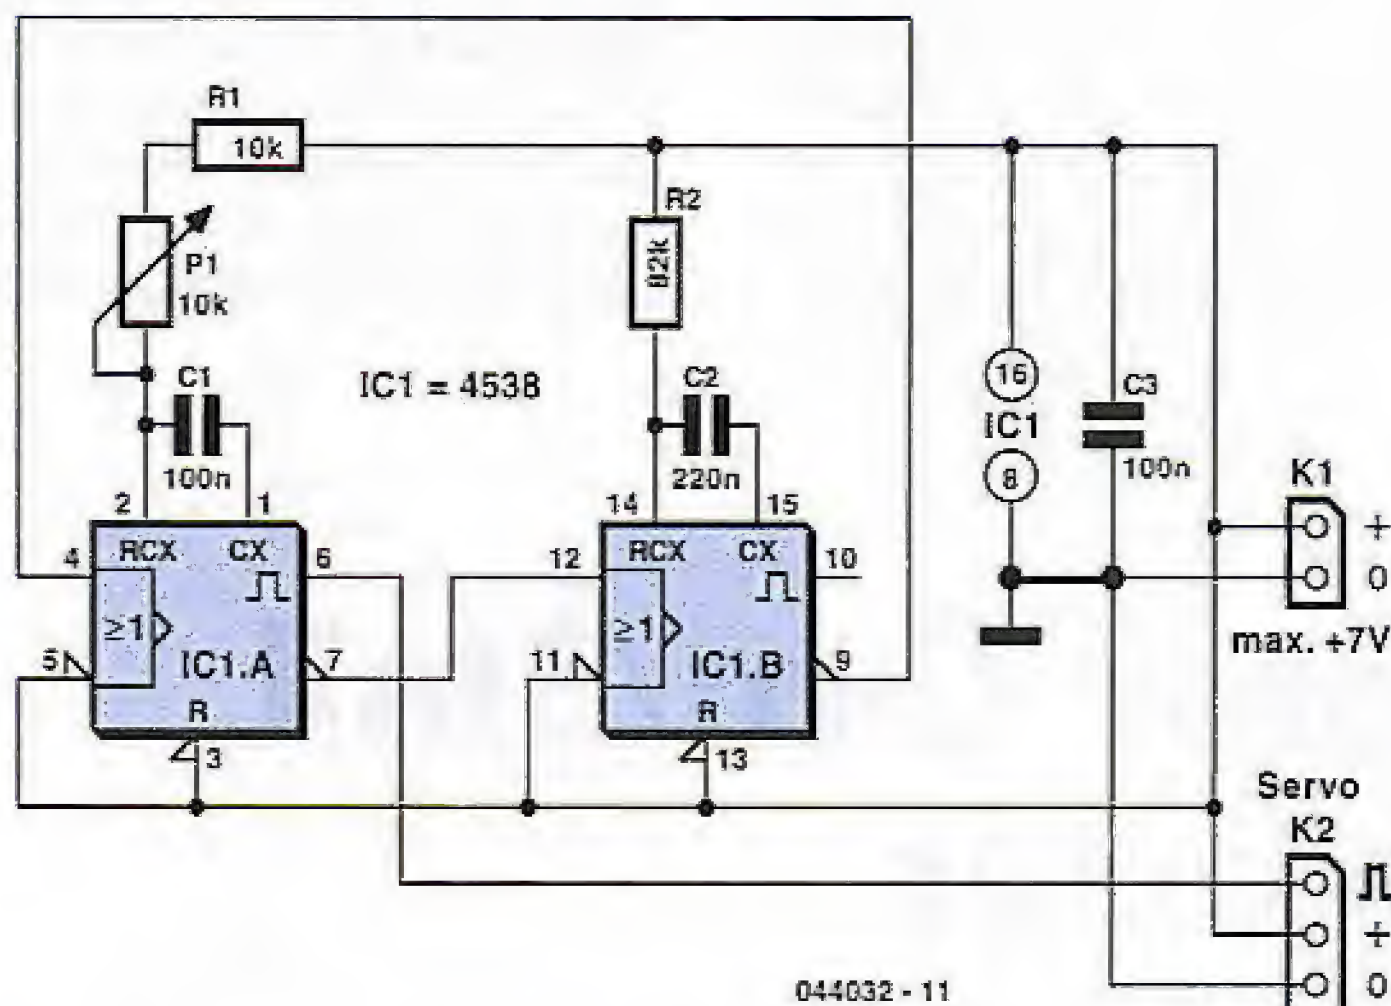 R1
10k
P1
10k
R2
82k
C1
100n
IC1 = 4538
C2
220n
16
IC1
8
C3
100n
K1
+
0
max. +7V
2
1
14
15
4
RCX
CX
6
12
RCX
CX
10
≥1
≥1
5
IC1.A
7
11
IC1.B
9
R
R
3
13
Servo
K2
+
0
044032 - 11